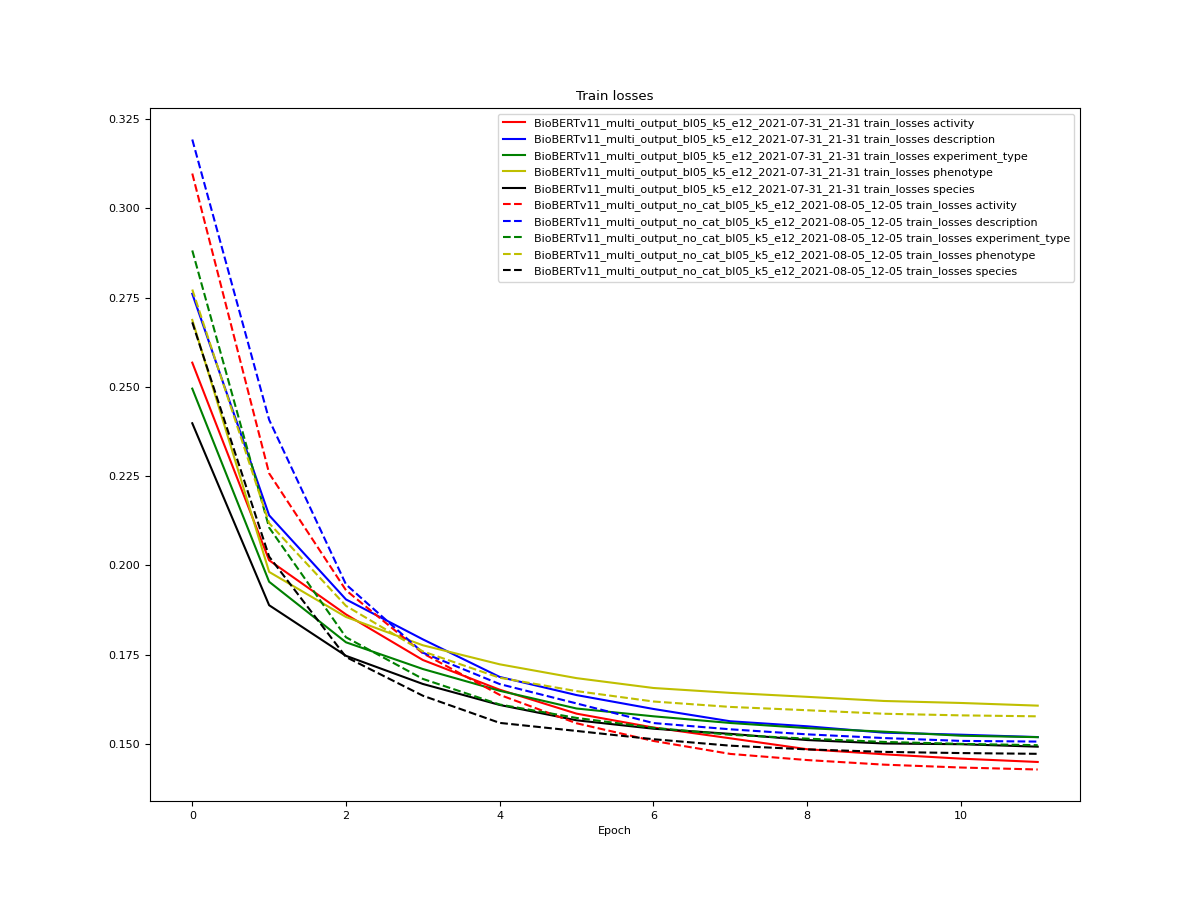 Train losses
0.325
0.300
0.275
0.250
0.225
0.200
0.175
0.150
BioBERTv11_multi_output_bl05_k5_e12_2021-07-31_21-31 train_losses activity
BioBERTv11_multi_output_bl05_k5_e12_2021-07-31_21-31 train_losses description
BioBERTv11_multi_output_bl05_k5_e12_2021-07-31_21-31 train_losses experiment_type
BioBERTv11_multi_output_bl05_k5_e12_2021-07-31_21-31 train_losses phenotype
BioBERTv11_multi_output_bl05_k5_e12_2021-07-31_21-31 train_losses species
BioBERTv11_multi_output_no_cat_bl05_k5_e12_2021-08-05_12-05 train_losses activity
BioBERTv11_multi_output_no_cat_bl05_k5_e12_2021-08-05_12-05 train_losses description
BioBERTv11_multi_output_no_cat_bl05_k5_e12_2021-08-05_12-05 train_losses experiment_type
BioBERTv11_multi_output_no_cat_bl05_k5_e12_2021-08-05_12-05 train_losses phenotype
BioBERTv11_multi_output_no_cat_bl05_k5_e12_2021-08-05_12-05 train_losses species
0 2 4 6 8 10
Epoch